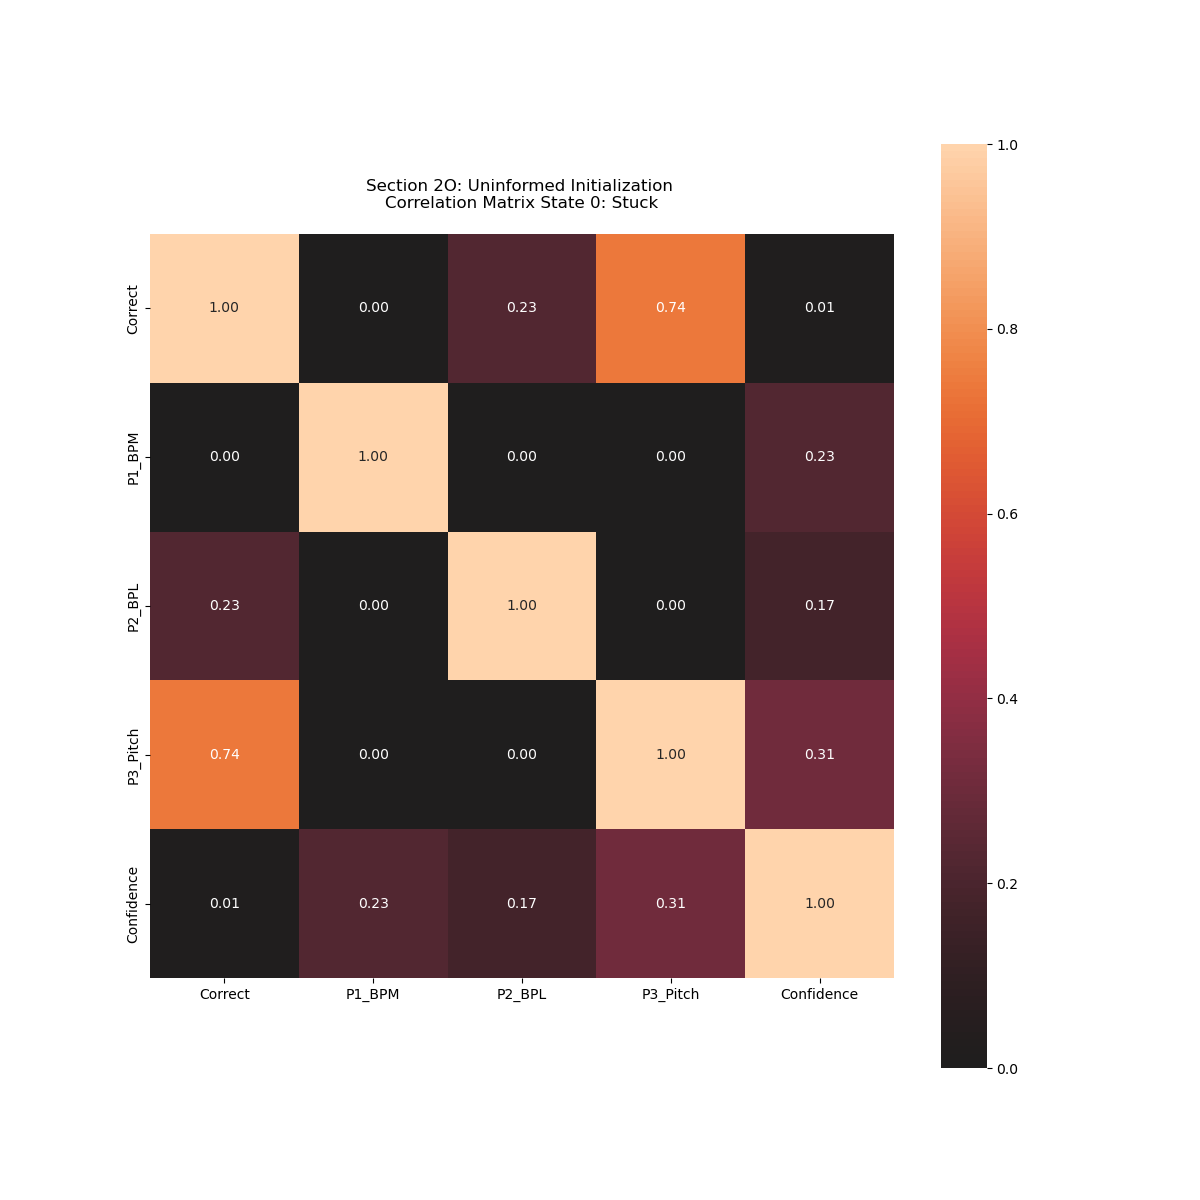 Section 2O: Uninformed Initialization
Correlation Matrix State 0: Stuck
1.0
0.8
0.6
0.4
0.2
0.0
Correct 1.00 0.00 0.23 0.74 0.01
P1_BPM 0.00 1.00 0.00 0.00 0.23
P2_BPL 0.23 0.00 1.00 0.00 0.17
P3_Pitch 0.74 0.00 0.00 1.00 0.31
Confidence 0.01 0.23 0.17 0.31 1.00
Correct P1_BPM P2_BPL P3_Pitch Confidence